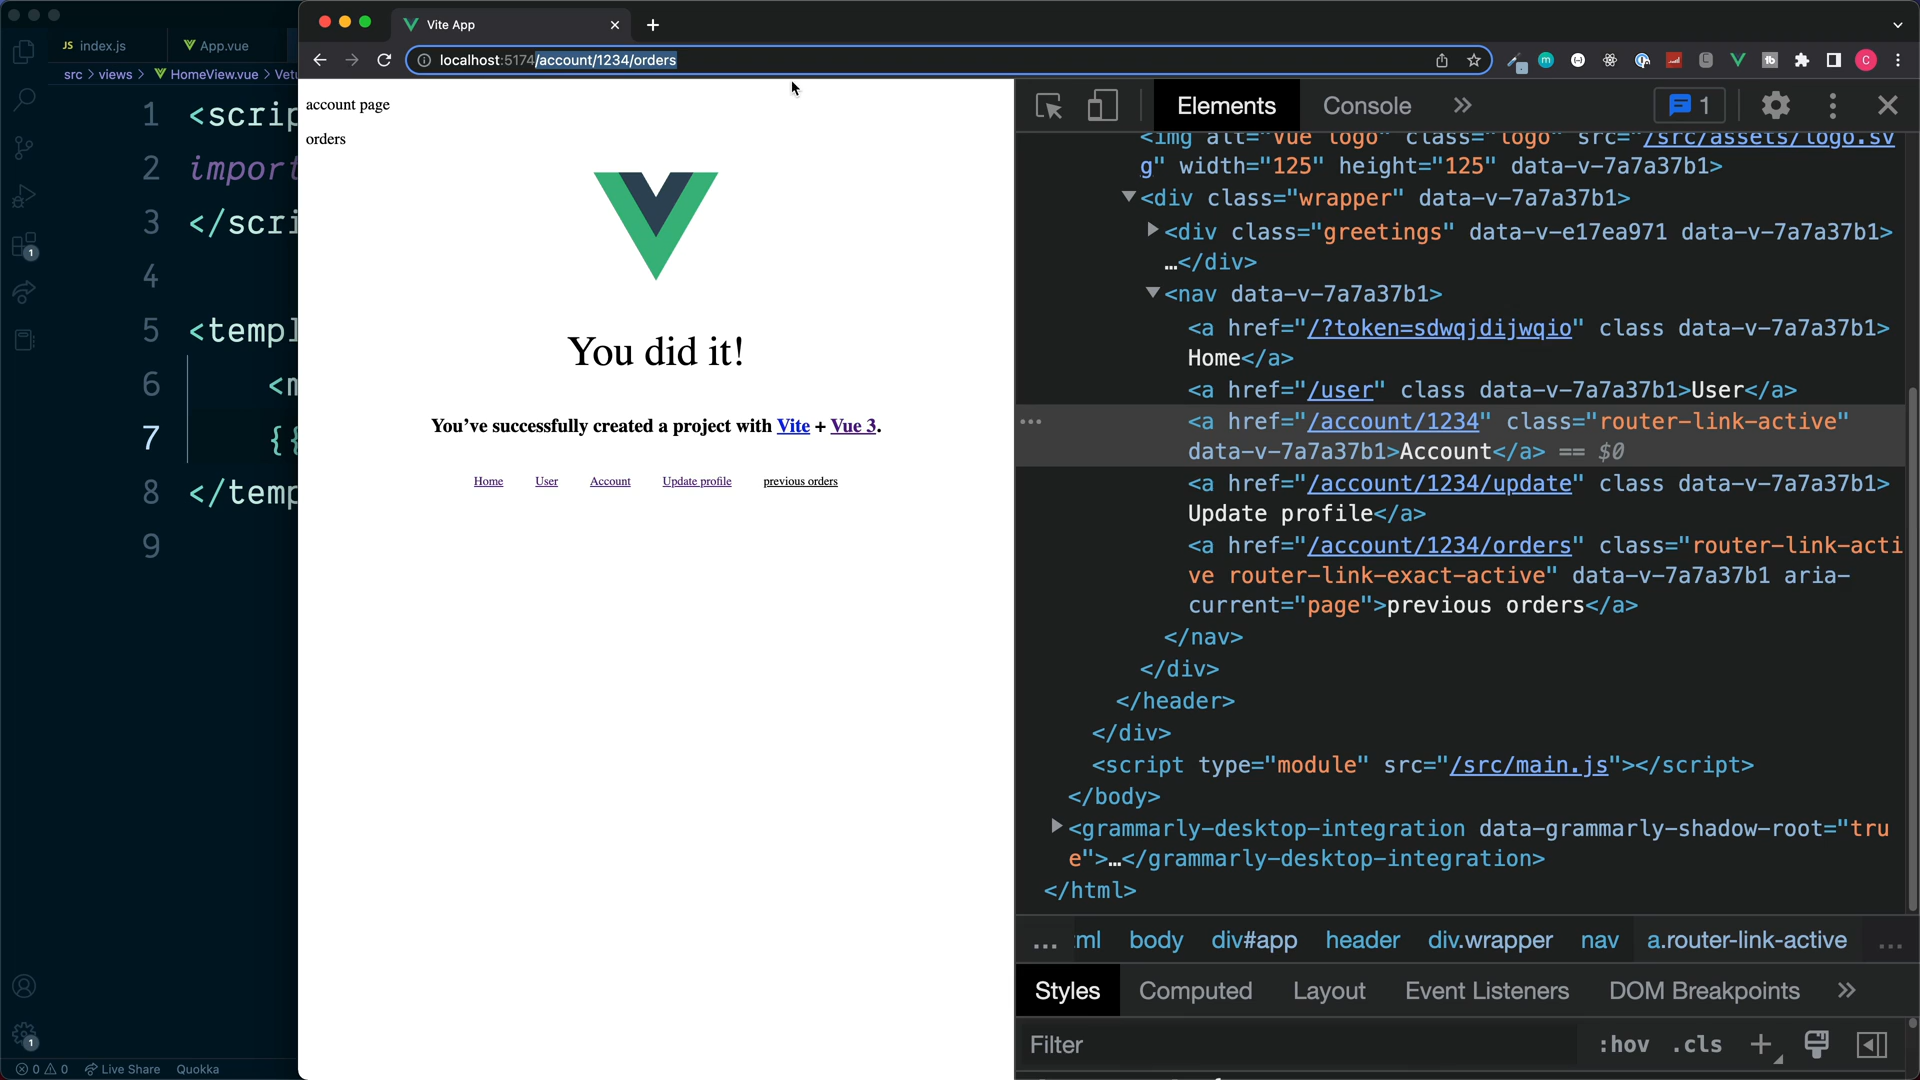 Vite App
localhost:5174/account/1234/orders
JS index.js
App.vue
src > views > HomeView.vue > Vetu
1 <scrip
2 import
3 </scri
4
5 <templ
6 <m
7 {{
8 </temp
9
account page
orders
You did it!
You've successfully created a project with Vite + Vue 3.
Home User Account Update profile previous orders
Elements Console 1
<img alt="Vue logo" class="logo" src="/src/assets/logo.sv
g" width="125" height="125" data-v-7a7a37b1>
<div class="wrapper" data-v-7a7a37b1>
<div class="greetings" data-v-e17ea971 data-v-7a7a37b1>
…</div>
<nav data-v-7a7a37b1>
<a href="/?token=sdwqjdijwqio" class data-v-7a7a37b1>
Home</a>
<a href="/user" class data-v-7a7a37b1>User</a>
<a href="/account/1234" class="router-link-active"
data-v-7a7a37b1>Account</a> == $0
<a href="/account/1234/update" class data-v-7a7a37b1>
Update profile</a>
<a href="/account/1234/orders" class="router-link-acti
ve router-link-exact-active" data-v-7a7a37b1 aria-
current="page">previous orders</a>
</nav>
</div>
</header>
</div>
<script type="module" src="/src/main.js"></script>
</body>
<grammarly-desktop-integration data-grammarly-shadow-root="tru
e">…</grammarly-desktop-integration>
</html>
... ml body div#app header div.wrapper nav a.router-link-active ...
Styles Computed Layout Event Listeners DOM Breakpoints
Filter :hov .cls
1
1
0 0 Live Share Quokka
C